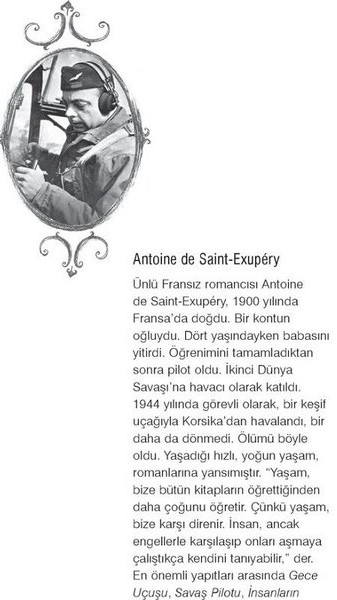 Antoine de Saint-Exupéry
Ünlü Fransız romancısı Antoine
de Saint-Exupéry, 1900 yılında
Fransa'da doğdu. Bir kontun
oğluydu. Dört yaşındayken babasını
yitirdi. Öğrenimini tamamladıktan
sonra pilot oldu. İkinci Dünya
Savaşı'na havacı olarak katıldı.
1944 yılında görevli olarak, bir keşif
uçağıyla Korsika'dan havalandı, bir
daha da dönmedi. Ölümü böyle
oldu. Yaşadığı hızlı, yoğun yaşam,
romanlarına yansımıştır. “Yaşam,
bize bütün kitapların öğrettiğinden
daha çoğunu öğretir. Çünkü yaşam,
bize karşı direnir. İnsan, ancak
engellerle karşılaşıp onları aşmaya
çalıştıkça kendini tanıyabilir,” der.
En önemli yapıtları arasında Gece
Uçuşu, Savaş Pilotu, İnsanların